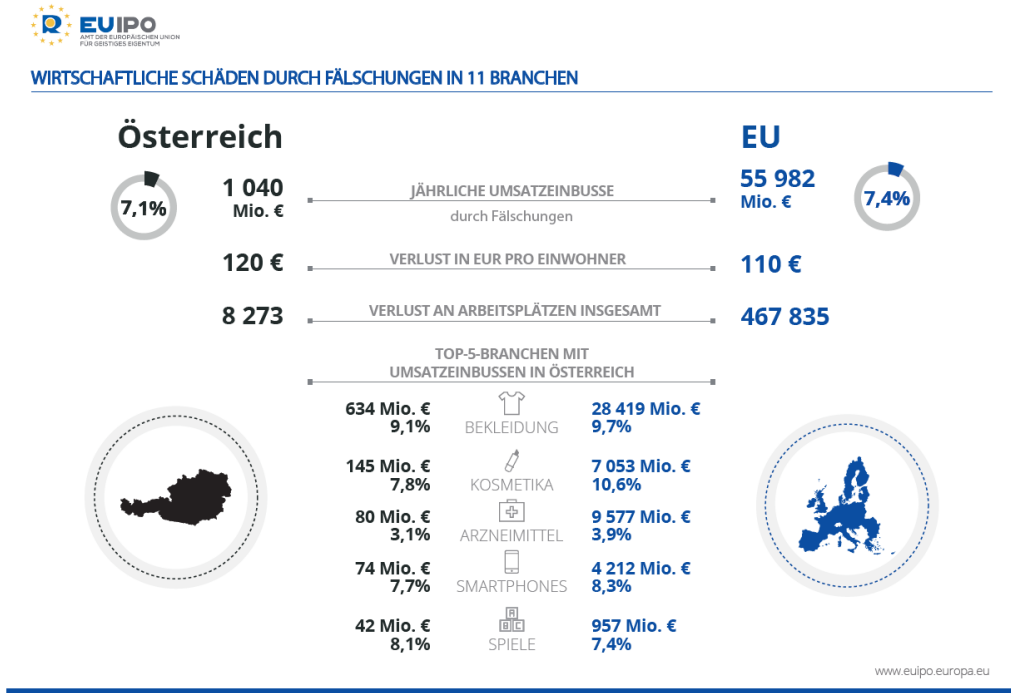 EUIPO
AMT DER EUROPÄISCHEN UNION
FÜR GEISTIGES EIGENTUM
WIRTSCHAFTLICHE SCHÄDEN DURCH FÄLSCHUNGEN IN 11 BRANCHEN
Österreich
EU
7,1%
1 040
Mio. €
JÄHRLICHE UMSATZEINBUSSE
durch Fälschungen
55 982
Mio. €
7,4%
120 €
VERLUST IN EUR PRO EINWOHNER
110 €
8 273
VERLUST AN ARBEITSPLÄTZEN INSGESAMT
467 835
TOP-5-BRANCHEN MIT
UMSATZEINBUSSEN IN ÖSTERREICH
634 Mio. €
9,1%
BEKLEIDUNG
28 419 Mio. €
9,7%
145 Mio. €
7,8%
KOSMETIKA
7 053 Mio. €
10,6%
80 Mio. €
3,1%
ARZNEIMITTEL
9 577 Mio. €
3,9%
74 Mio. €
7,7%
SMARTPHONES
4 212 Mio. €
8,3%
42 Mio. €
8,1%
A
B C
SPIELE
957 Mio. €
7,4%
www.euipo.europa.eu